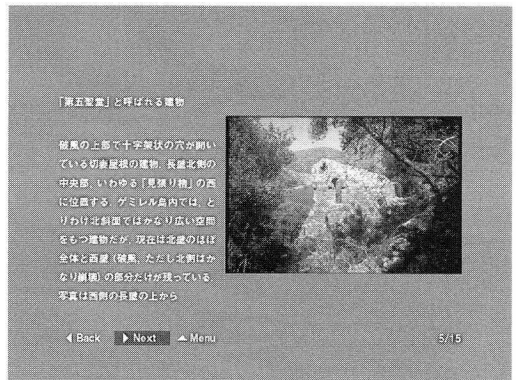 「第五聖堂」と呼ばれる建物
破風の上部で十字架状の穴が開い
ている切妻屋根の建物。長壁北側の
中央部、いわゆる「見張り塔」の西
に位置する。ゲミレル島内では、と
りわけ北斜面ではかなり広い空間
をもつ建物だが、現在は北壁のほぼ
全体と西壁(破風、ただし北側はか
なり崩壊)の部分だけが残っている
写真は西側の長壁の上から
Back Next Menu 5/15